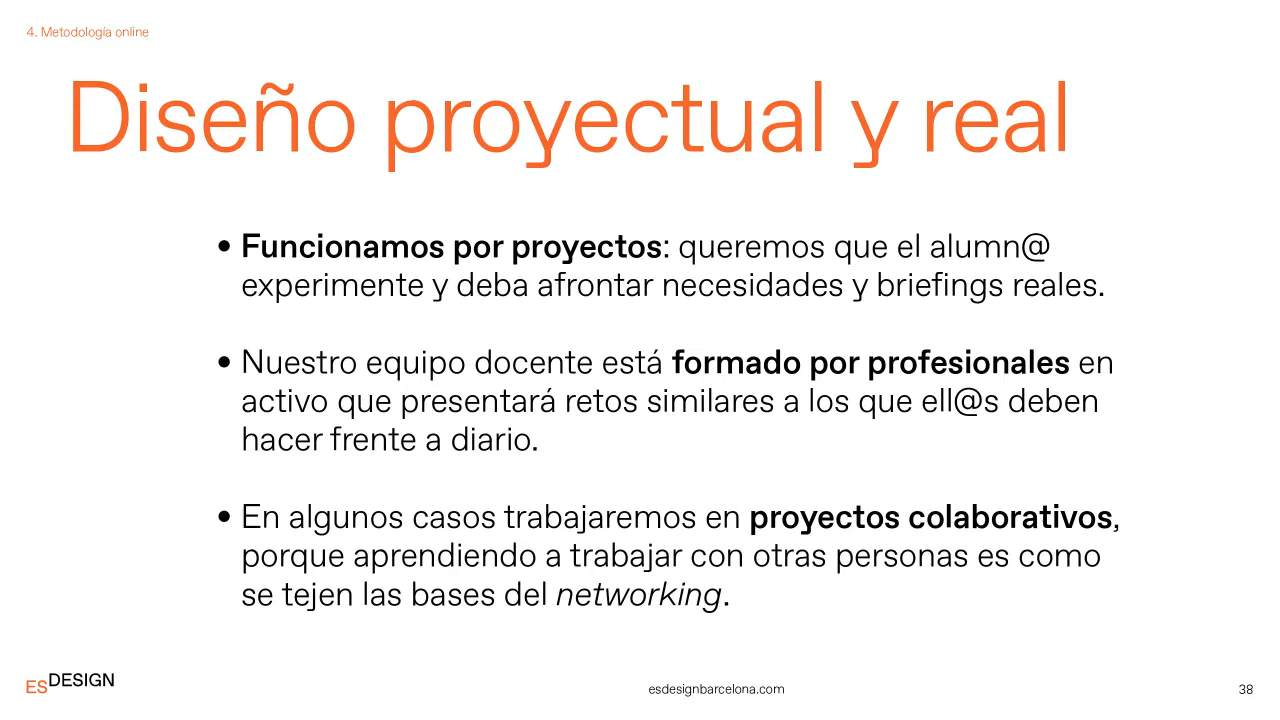 4. Metodología online
Diseño proyectual y real
• Funcionamos por proyectos: queremos que el alumn@
experimente y deba afrontar necesidades y briefings reales.
• Nuestro equipo docente está formado por profesionales en
activo que presentará retos similares a los que ell@s deben
hacer frente a diario.
• En algunos casos trabajaremos en proyectos colaborativos,
porque aprendiendo a trabajar con otras personas es como
se tejen las bases del networking.
ESDESIGN
esdesignbarcelona.com
38